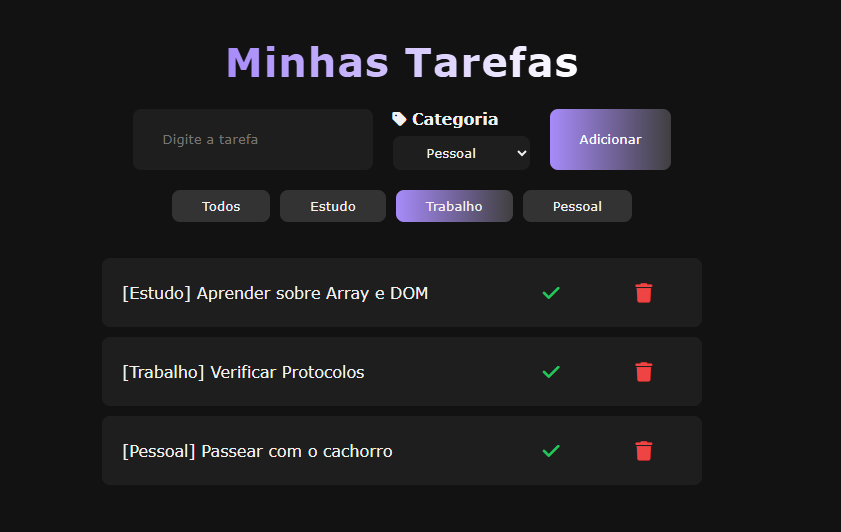 Minhas Tarefas
Digite a tarefa
Categoria
Pessoal
Adicionar
Todos
Estudo
Trabalho
Pessoal
[Estudo] Aprender sobre Array e DOM
[Trabalho] Verificar Protocolos
[Pessoal] Passear com o cachorro